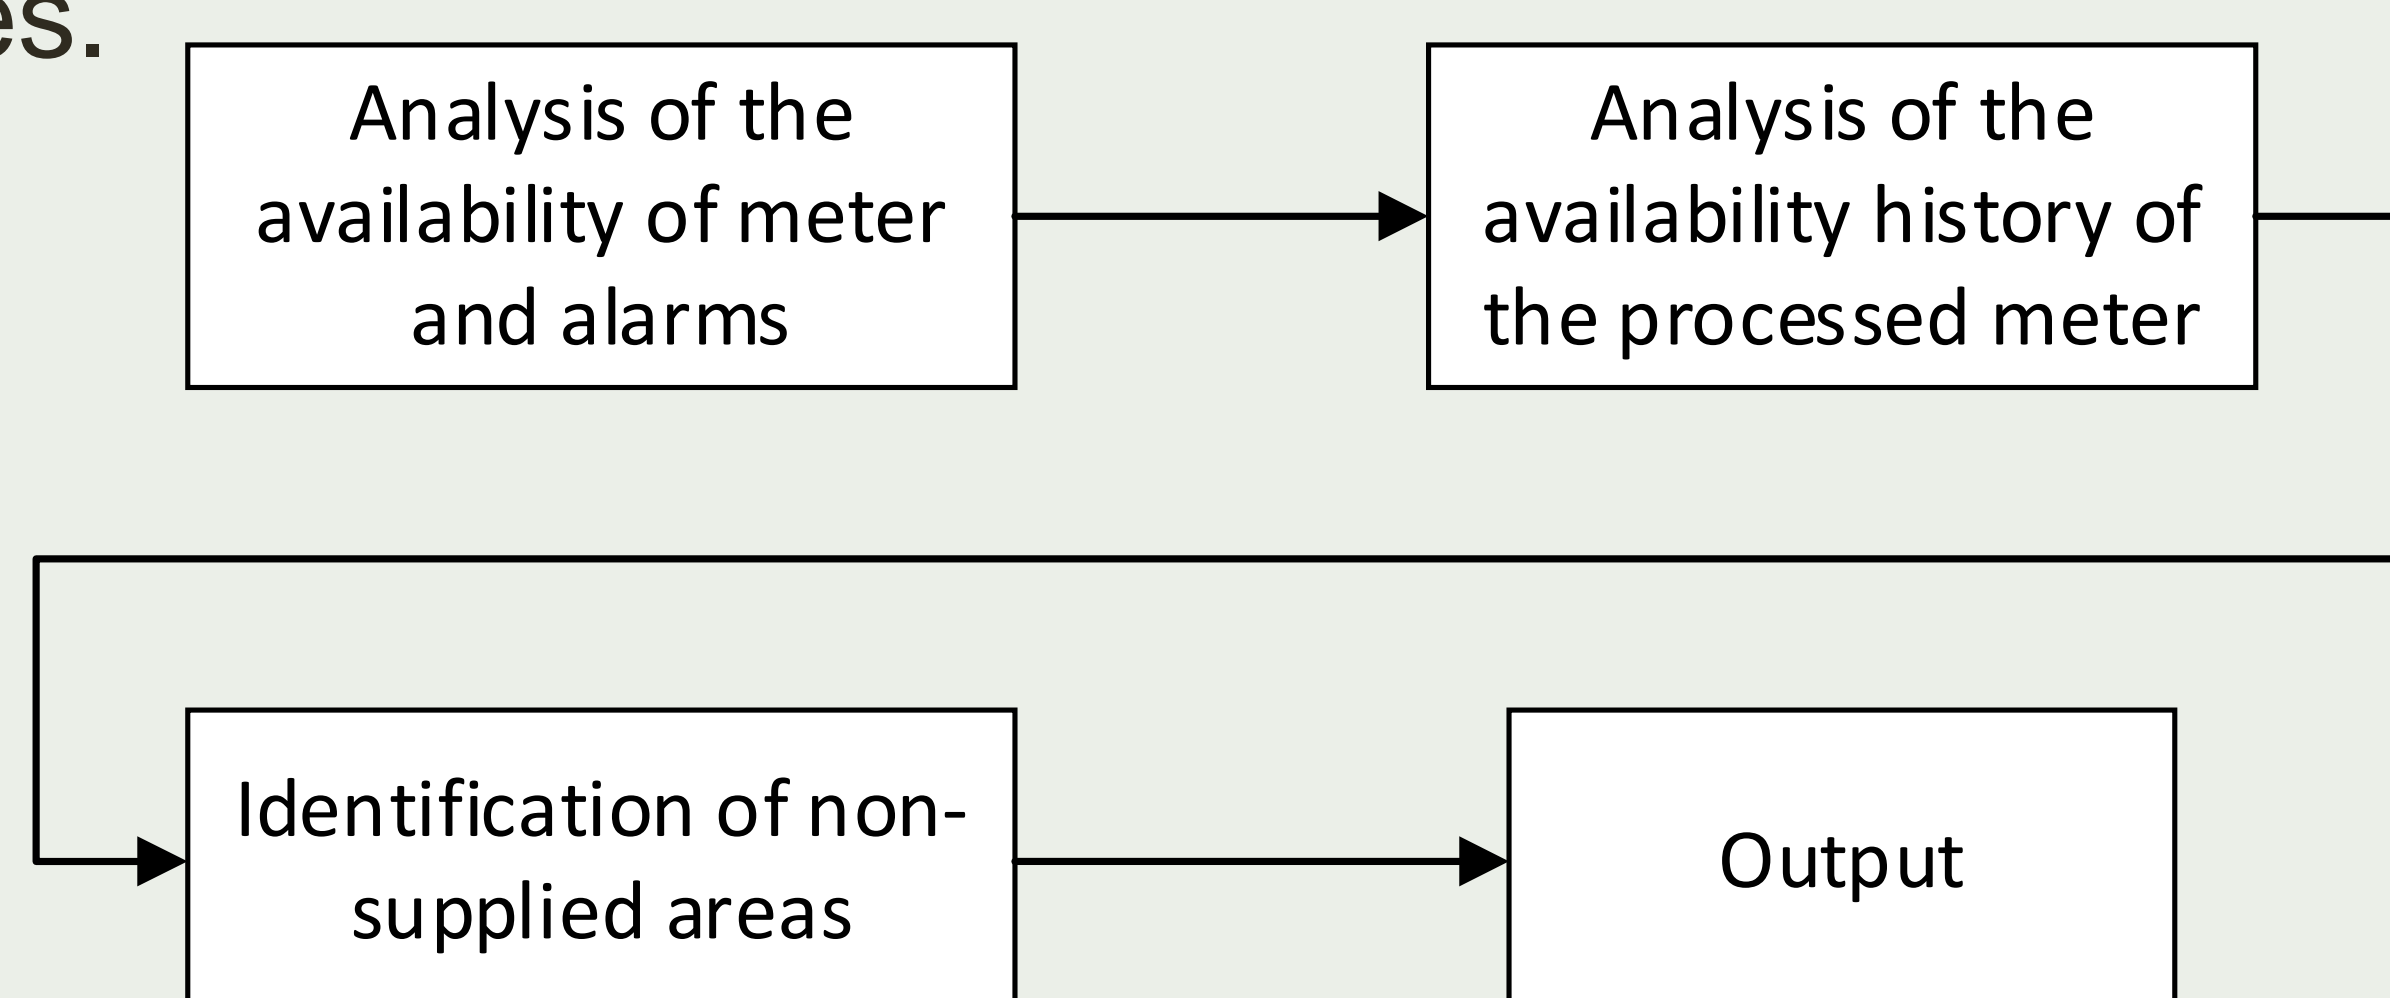 Analysis of the
availability of meter
and alarms
Analysis of the
availability history of
the processed meter
Identification of non-
supplied areas
Output